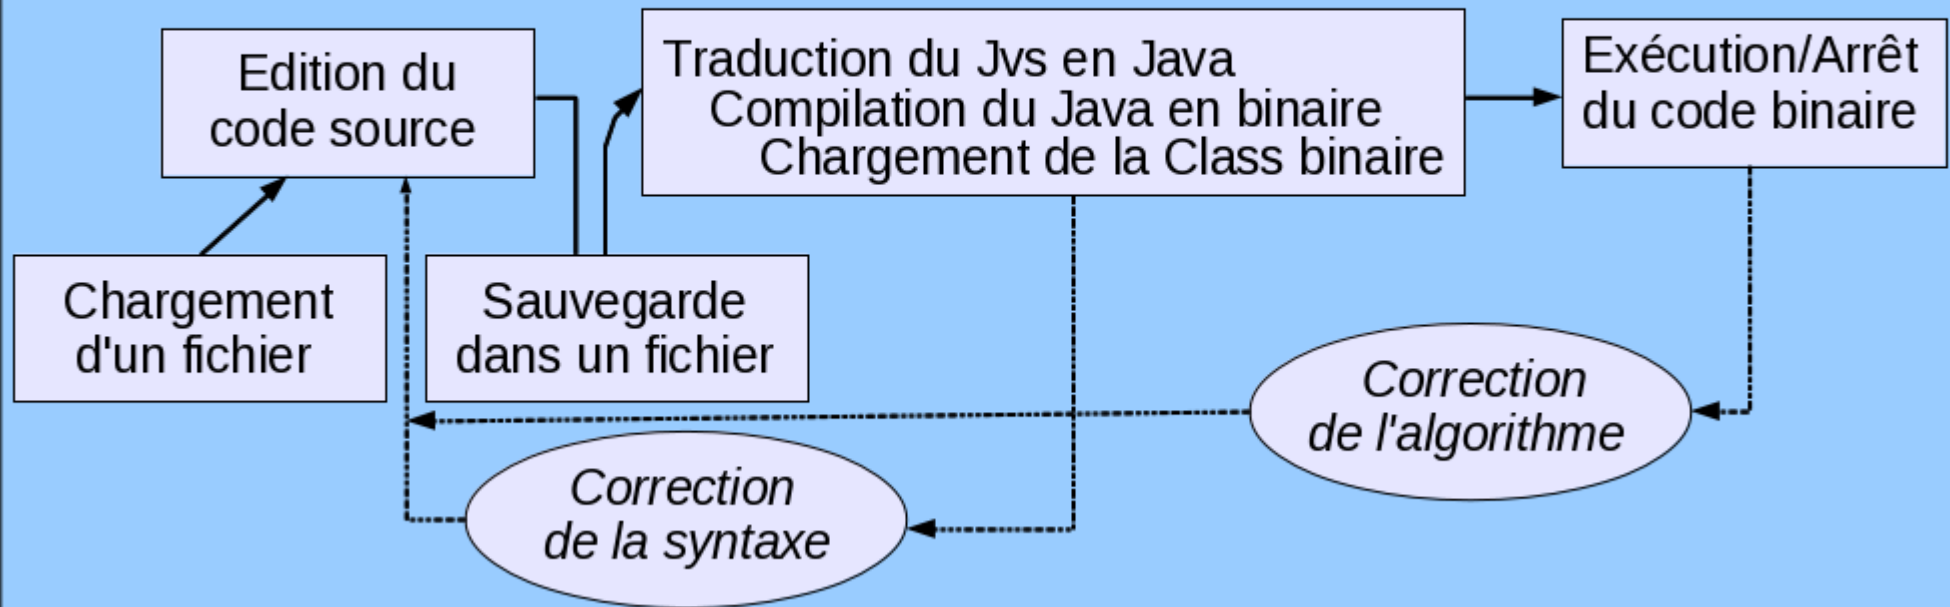 Edition du
code source
Traduction du Jvs en Java
Compilation du Java en binaire
Chargement de la Class binaire
Exécution/Arrêt
du code binaire
Chargement
d'un fichier
Sauvegarde
dans un fichier
Correction
de l'algorithme
Correction
de la syntaxe